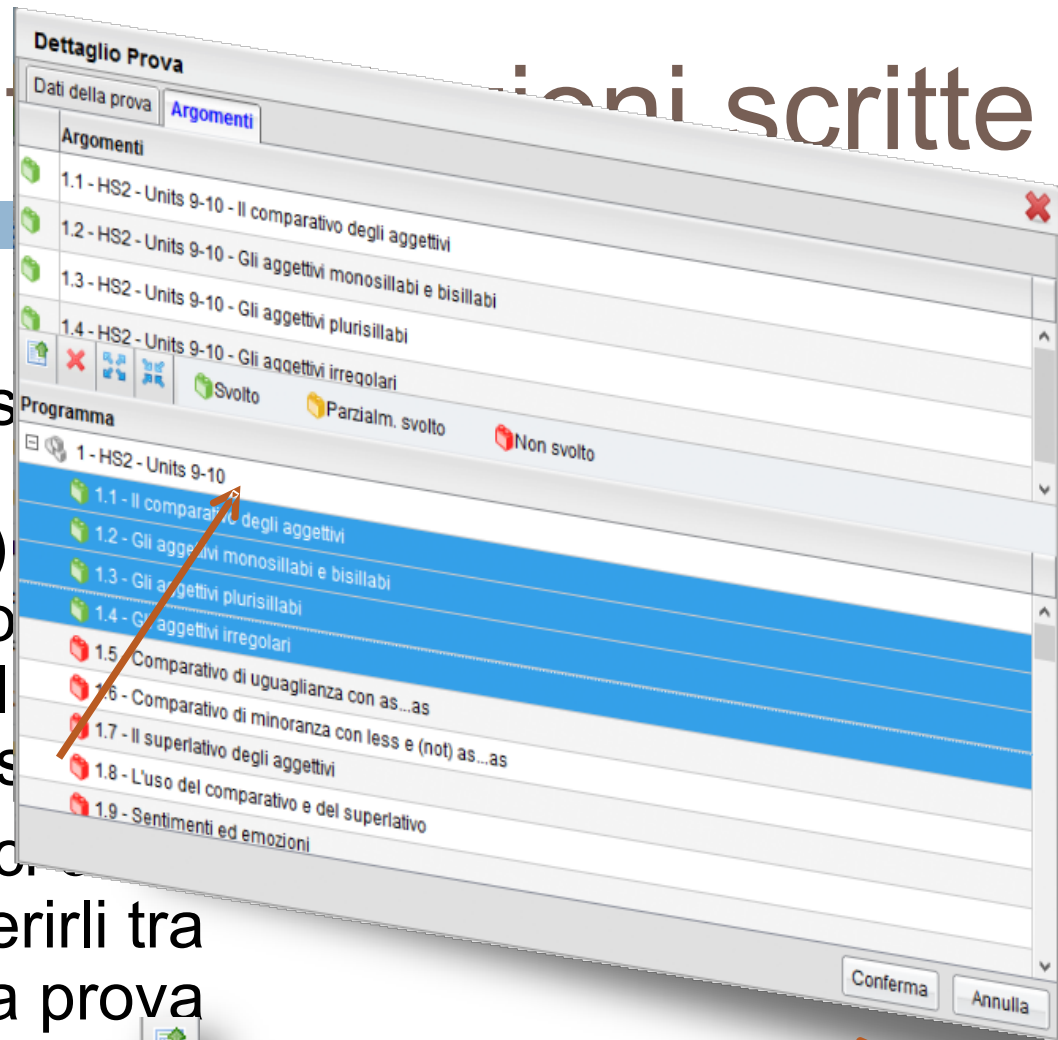 scritte
Dettaglio Prova
Dati della prova Argomenti
Argomenti
1.1 - HS2 - Units 9-10 - Il comparativo degli aggettivi
1.2 - HS2 - Units 9-10 - Gli aggettivi monosillabi e bisillabi
1.3 - HS2 - Units 9-10 - Gli aggettivi plurisillabi
1.4 - HS2 - Units 9-10 - Gli aggettivi irregolari
Svolto Parzialm. svolto Non svolto
Programma
1 - HS2 - Units 9-10
1.1 - Il comparativo degli aggettivi
1.2 - Gli aggettivi monosillabi e bisillabi
1.3 - Gli aggettivi plurisillabi
1.4 - Gli aggettivi irregolari
1.5 - Comparativo di uguaglianza con as...as
1.6 - Comparativo di minoranza con less e (not) as...as
1.7 - Il superlativo degli aggettivi
1.8 - L'uso del comparativo e del superlativo
1.9 - Sentimenti ed emozioni
Conferma Annulla
erirli tra
a prova